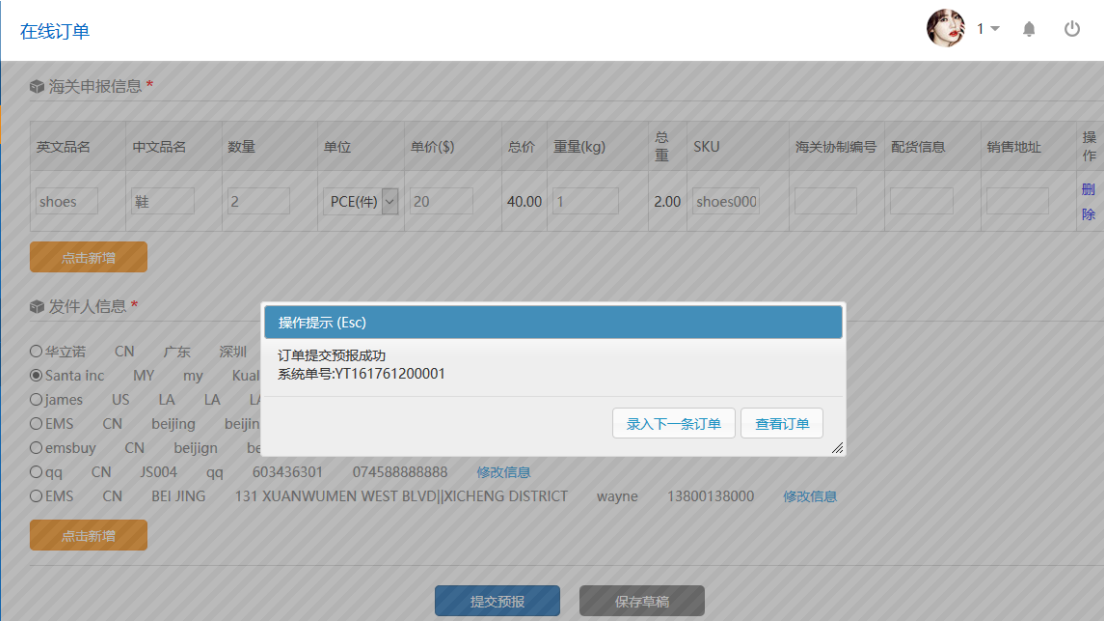 在线订单
1
海关申报信息 *
英文品名 中文品名 数量 单位 单价($) 总价 重量(kg) 总重 SKU 海关协制编号 配货信息 销售地址 操作
shoes 鞋 2 PCE(件) 20 40.00 1 2.00 shoes000 删除
点击新增
发件人信息 *
操作提示 (Esc)
订单提交预报成功
系统单号:YT161761200001
录入下一条订单 查看订单
华立诺 CN 广东 深圳
Santa inc MY my Kual
james US LA LA LA
EMS CN beijing beijin
emsbuy CN beijign be
qq CN JS004 qq 603436301 074588888888 修改信息
EMS CN BEI JING 131 XUANWUMEN WEST BLVD||XICHENG DISTRICT wayne 13800138000 修改信息
点击新增
提交预报 保存草稿